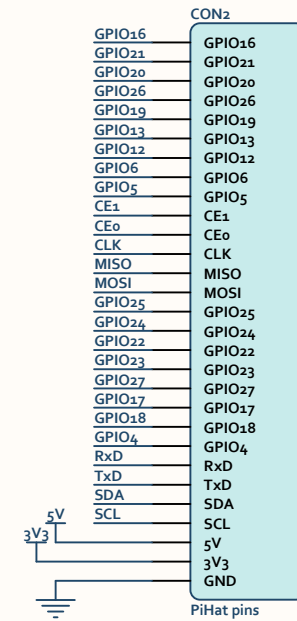 CON2
GPIO16 GPIO16
GPIO21 GPIO21
GPIO20 GPIO20
GPIO26 GPIO26
GPIO19 GPIO19
GPIO13 GPIO13
GPIO12 GPIO12
GPIO6 GPIO6
GPIO5 GPIO5
CE1 CE1
CE0 CE0
CLK CLK
MISO MISO
MOSI MOSI
GPIO25 GPIO25
GPIO24 GPIO24
GPIO22 GPIO22
GPIO23 GPIO23
GPIO27 GPIO27
GPIO17 GPIO17
GPIO18 GPIO18
GPIO4 GPIO4
RxD RxD
TxD TxD
SDA SDA
SCL SCL
5V 5V
3V3 3V3
GND
PiHat pins